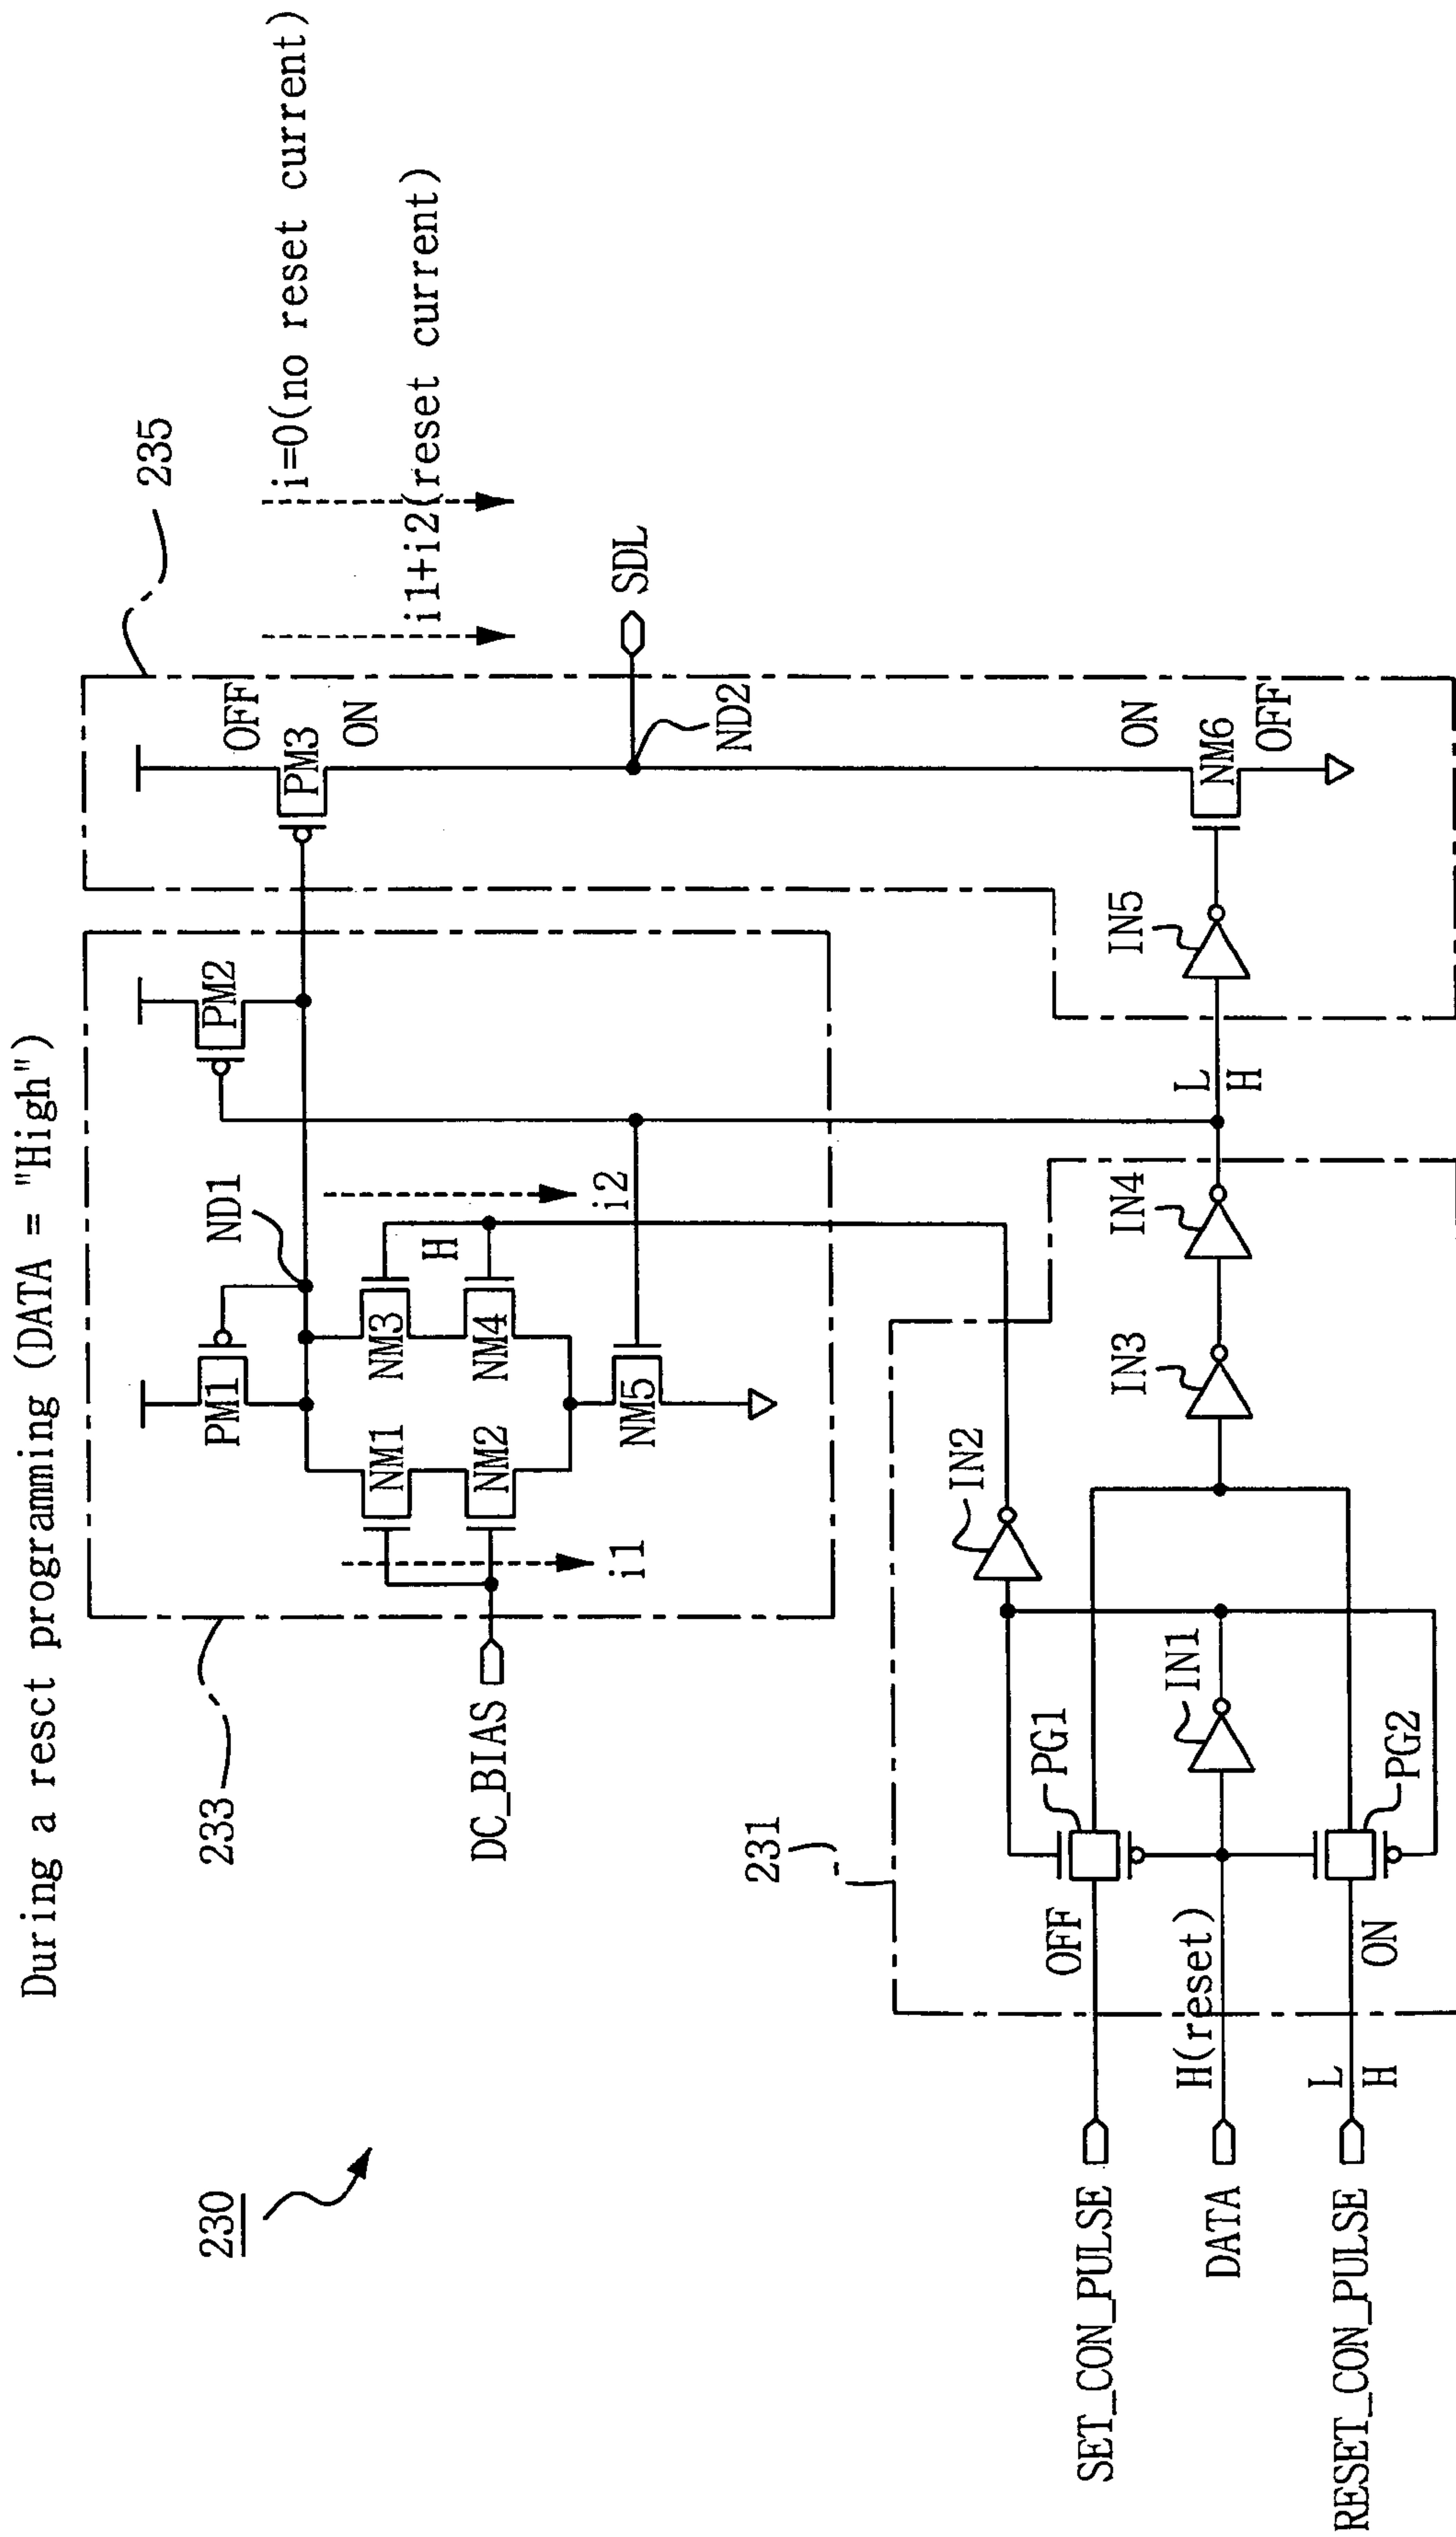 During a resct programming (DATA = "High")
230
233
235
i=0(no reset current)
i1+i2(reset current)
OFF
PM3
ON
PM2
ND1
PM1
NM1
NM3
H
NM2
NM4
i1
i2
NM5
DC_BIAS
SDL
ND2
231
IN2
OFF
PG1
SET_CON_PULSE
H(reset)
DATA
IN1
IN3
IN4
L
H
IN5
ON
NM6
OFF
L
H
ON
PG2
RESET_CON_PULSE